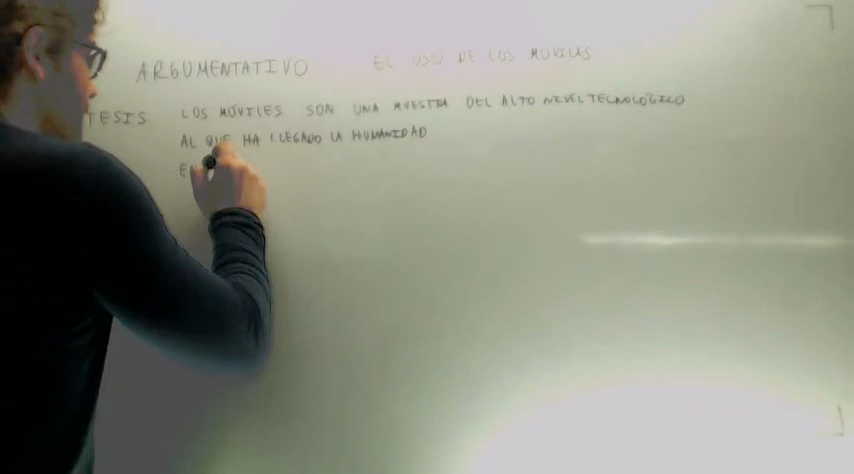 ARGUMENTATIVO EL USO DE LOS MÓVILES
TESIS LOS MÓVILES SON UNA MUESTRA DEL ALTO NIVEL TECNOLÓGICO
AL QUE HA LLEGADO LA HUMANIDAD